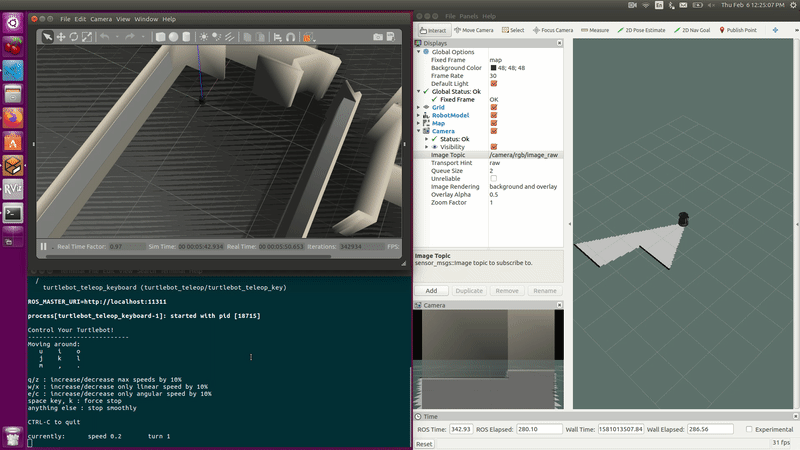 En
Thu Feb 6 12:25:07 PM
File Edit Camera View Window Help
Real Time Factor: 0.97 Sim Time: 00 00:05:42.934 Real Time: 00 00:05:50.653 Iterations: 342934 FPS:
/
turtlebot_teleop_keyboard (turtlebot_teleop/turtlebot_teleop_key)
ROS_MASTER_URI=http://localhost:11311
process[turtlebot_teleop_keyboard-1]: started with pid [18715]
Control Your Turtlebot!
---------------------------
Moving around:
u i o
j k l
m , .
q/z : increase/decrease max speeds by 10%
w/x : increase/decrease only linear speed by 10%
e/c : increase/decrease only angular speed by 10%
space key, k : force stop
anything else : stop smoothly
CTRL-C to quit
currently: speed 0.2 turn 1
File Panels Help
Interact Move Camera Select Focus Camera Measure 2D Pose Estimate 2D Nav Goal Publish Point
Displays
Global Options
Fixed Frame map
Background Color 48; 48; 48
Frame Rate 30
Default Light
Global Status: Ok
Fixed Frame OK
Grid
RobotModel
Map
Camera
Status: Ok
Visibility
Image Topic /camera/rgb/image_raw
Transport Hint raw
Queue Size 2
Unreliable
Image Rendering background and overlay
Overlay Alpha 0.5
Zoom Factor 1
Image Topic
sensor_msgs::Image topic to subscribe to.
Add Duplicate Remove Rename
Camera
Time
ROS Time: 342.93 ROS Elapsed: 280.10 Wall Time: 1581013507.84 Wall Elapsed: 286.56 Experimental
Reset 31 fps